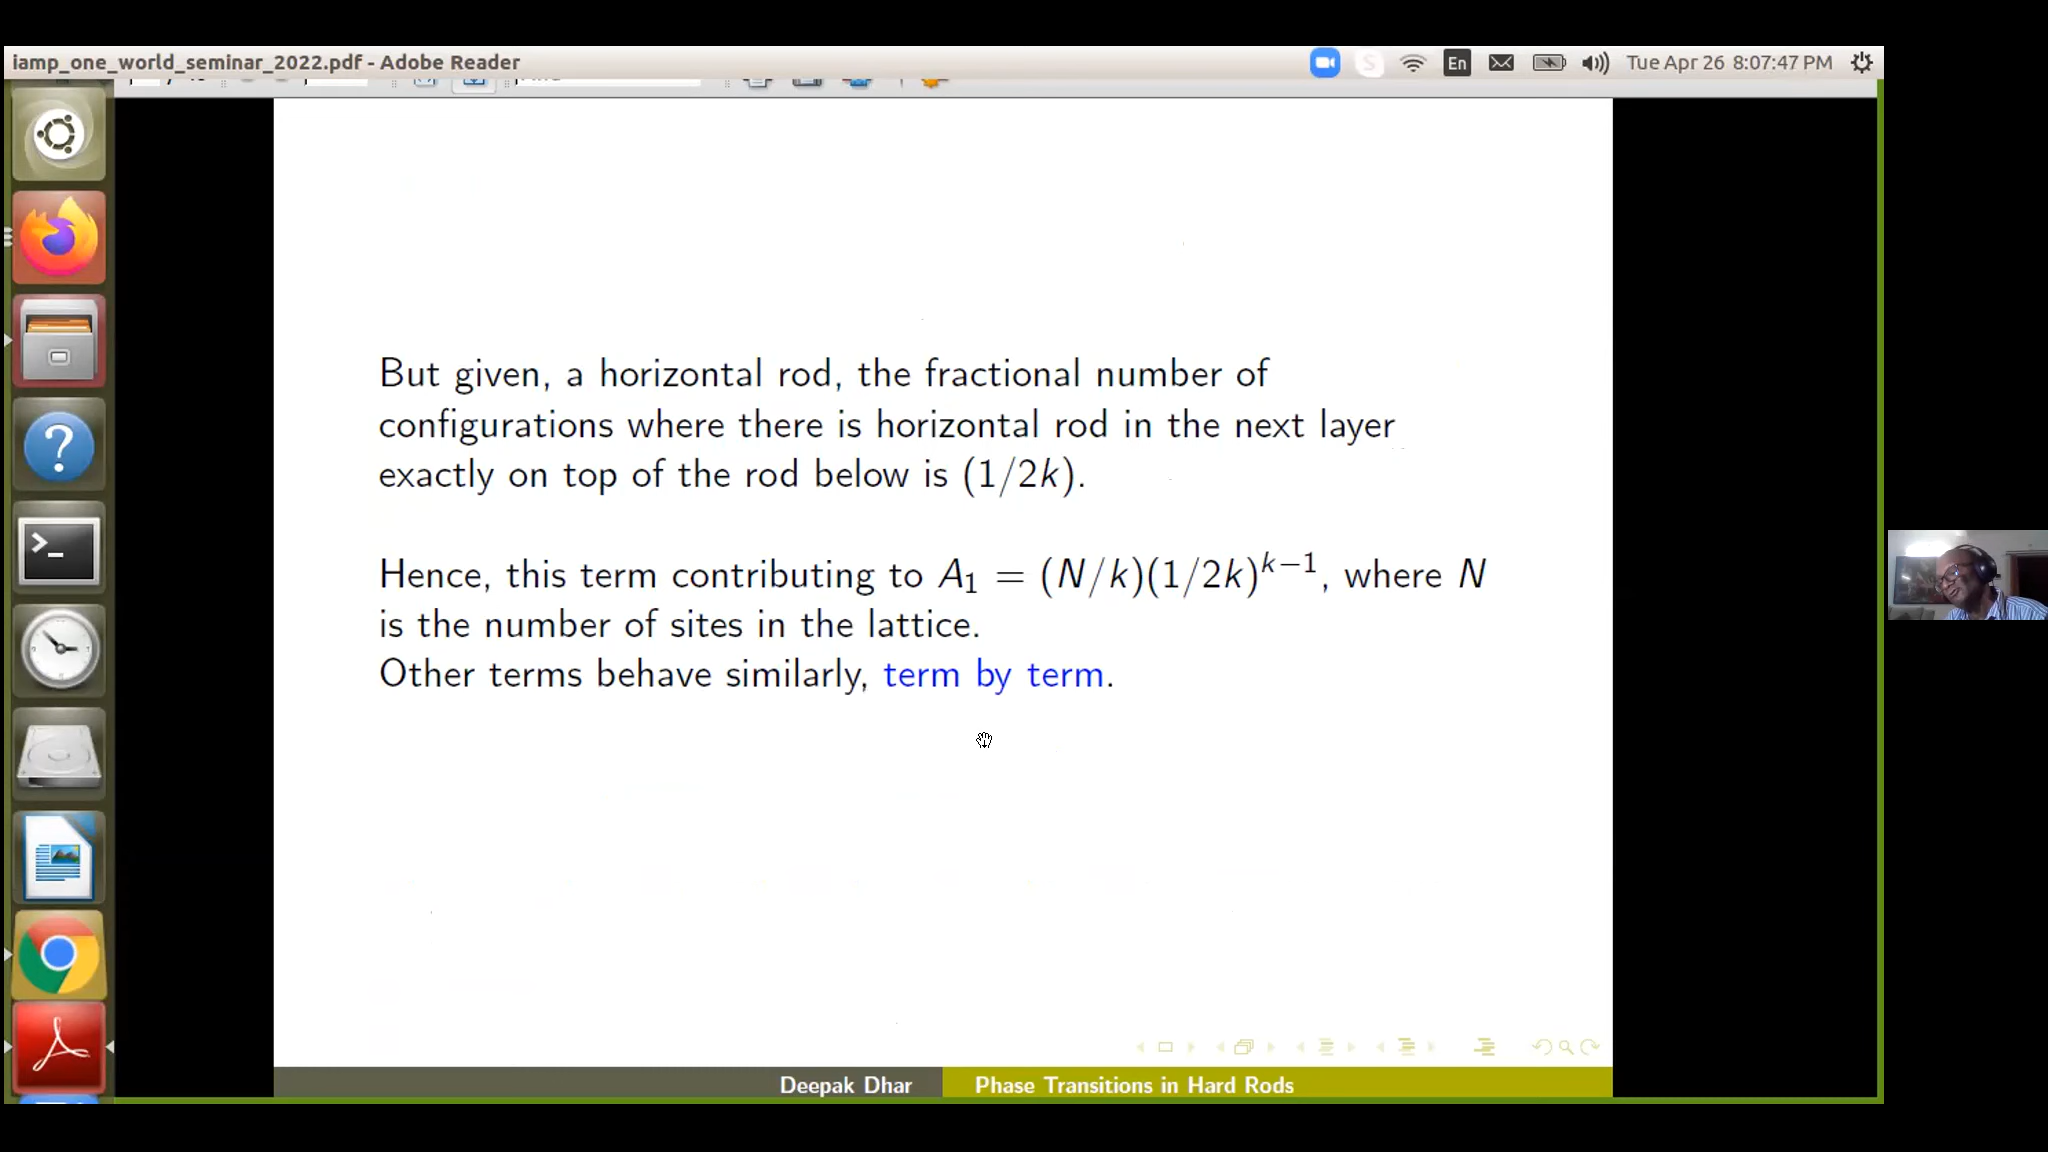 iamp_one_world_seminar_2022.pdf - Adobe Reader
En
Tue Apr 26 8:07:47 PM
But given, a horizontal rod, the fractional number of
configurations where there is horizontal rod in the next layer
exactly on top of the rod below is (1/2k).
Hence, this term contributing to A₁ = (N/k)(1/2k)ᵏ⁻¹, where N
is the number of sites in the lattice.
Other terms behave similarly, term by term.
Deepak Dhar
Phase Transitions in Hard Rods